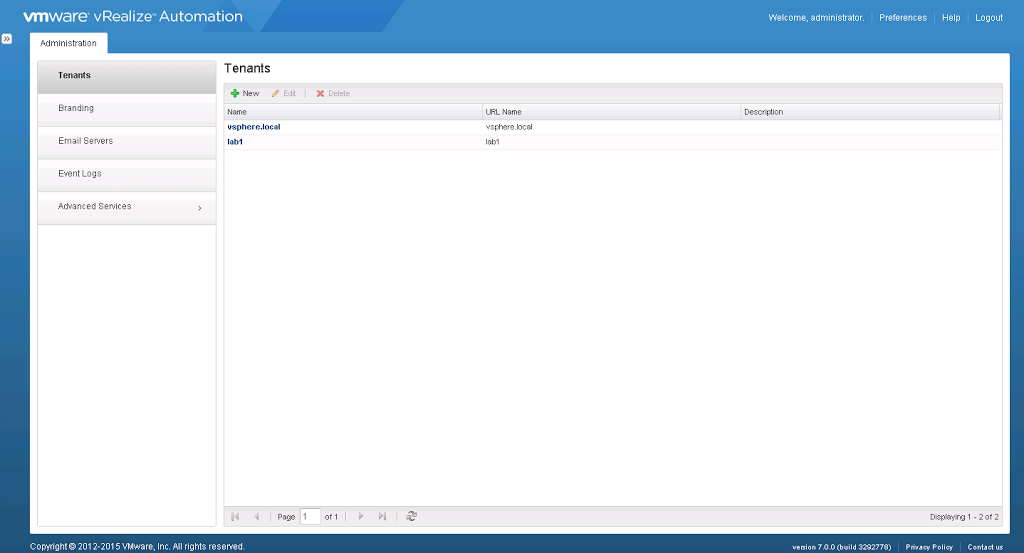 vmware vRealize Automation
Welcome, administrator. Preferences Help Logout
Administration
Tenants
Branding
Email Servers
Event Logs
Advanced Services
Tenants
New Edit Delete
Name URL Name Description
vsphere.local vsphere.local
lab1 lab1
Page 1 of 1
Displaying 1 - 2 of 2
Copyright © 2012-2015 VMware, Inc. All rights reserved.
version 7.0.0 (build 3292778) Privacy Policy Contact us